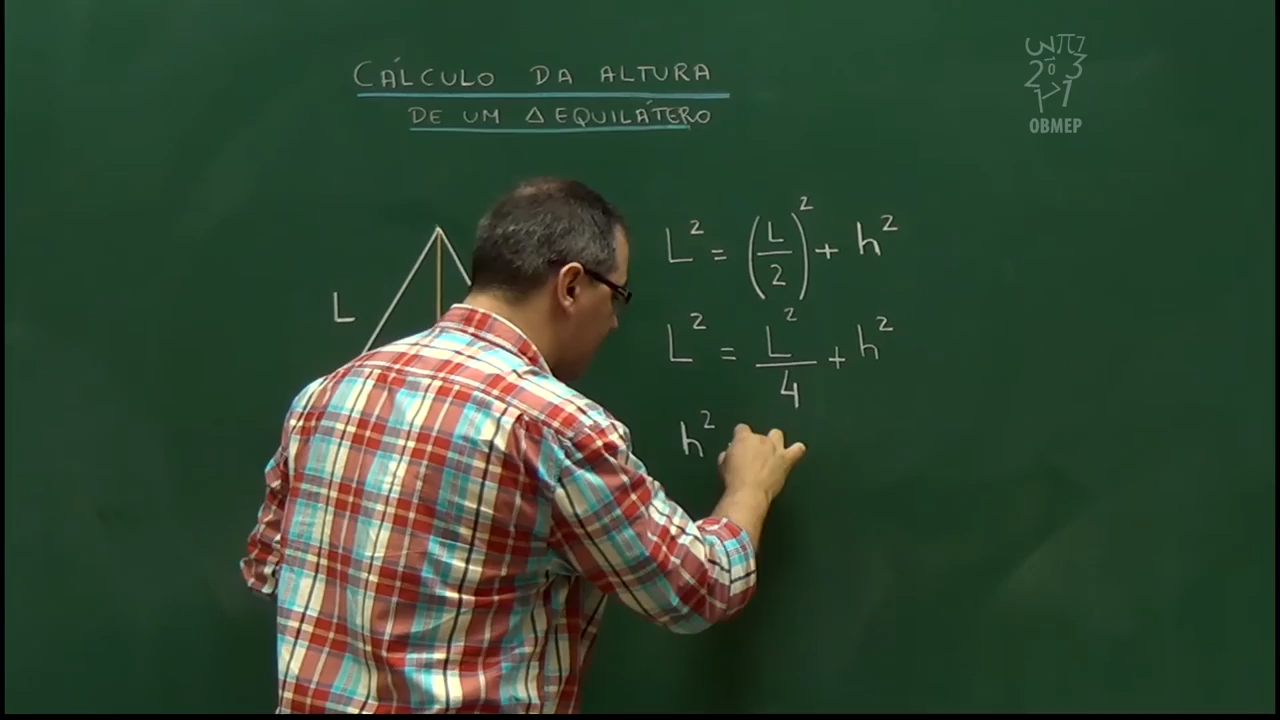 CÁLCULO DA ALTURA
DE UM Δ EQUILÁTERO
OBMEP
L
L² = (L/2)² + h²
L² = L²/4 + h²
h²